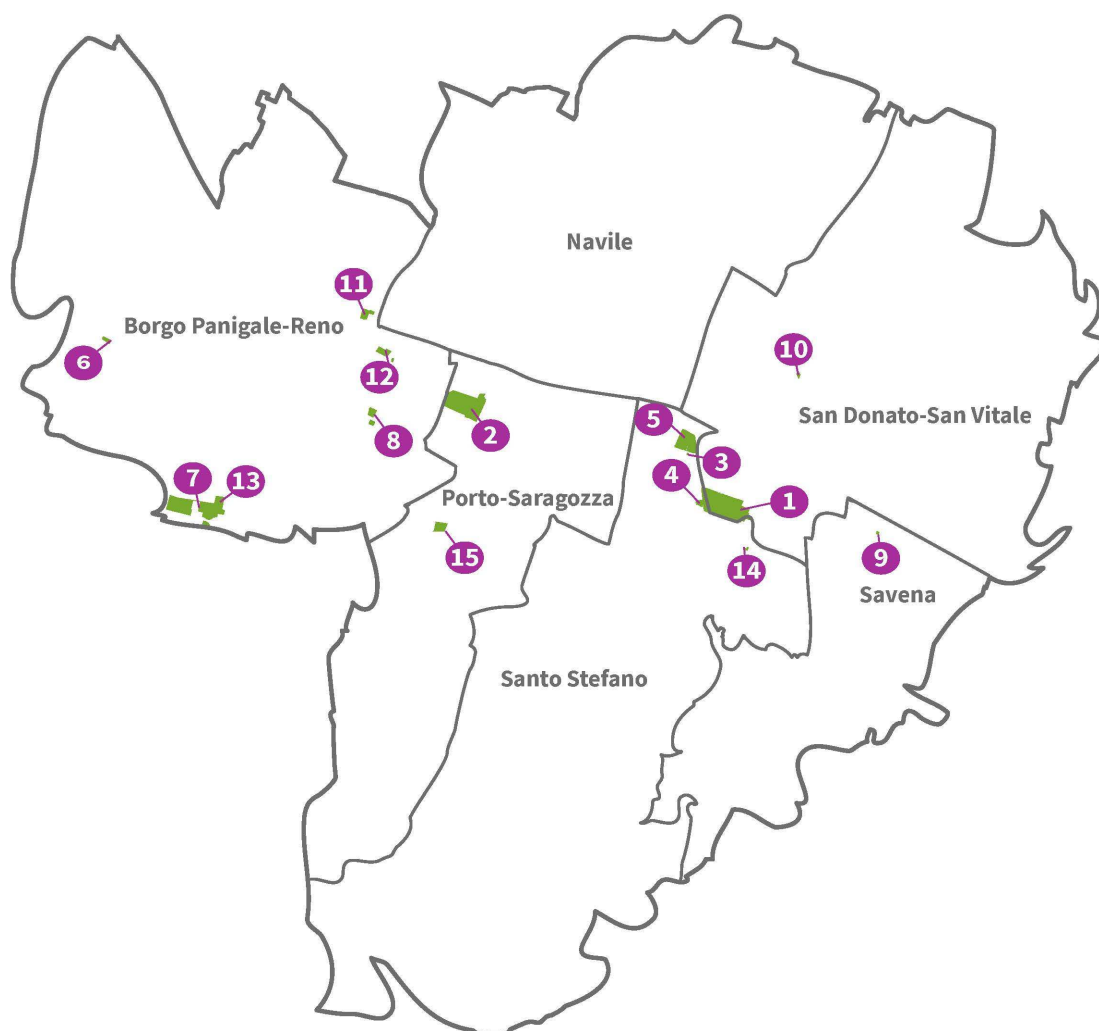 Navile
11
Borgo Panigale-Reno
6
12
10
8
2
5
San Donato-San Vitale
3
7
13
4
Porto-Saragozza
1
15
14
9
Savena
Santo Stefano